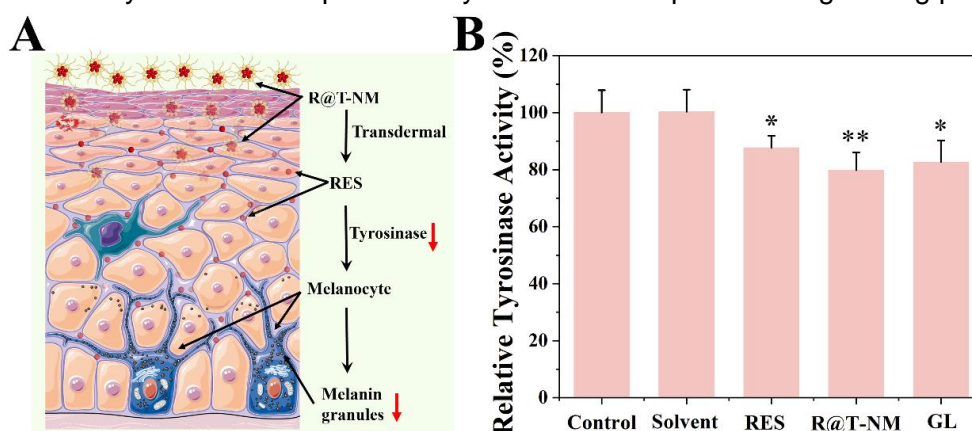 A
R@T-NM
Transdermal
RES
Tyrosinase
Melanocyte
Melanin
granules
B
Relative Tyrosinase Activity (%)
120
100
80
60
40
20
0
*
**
*
Control
Solvent
RES
R@T-NM
GL